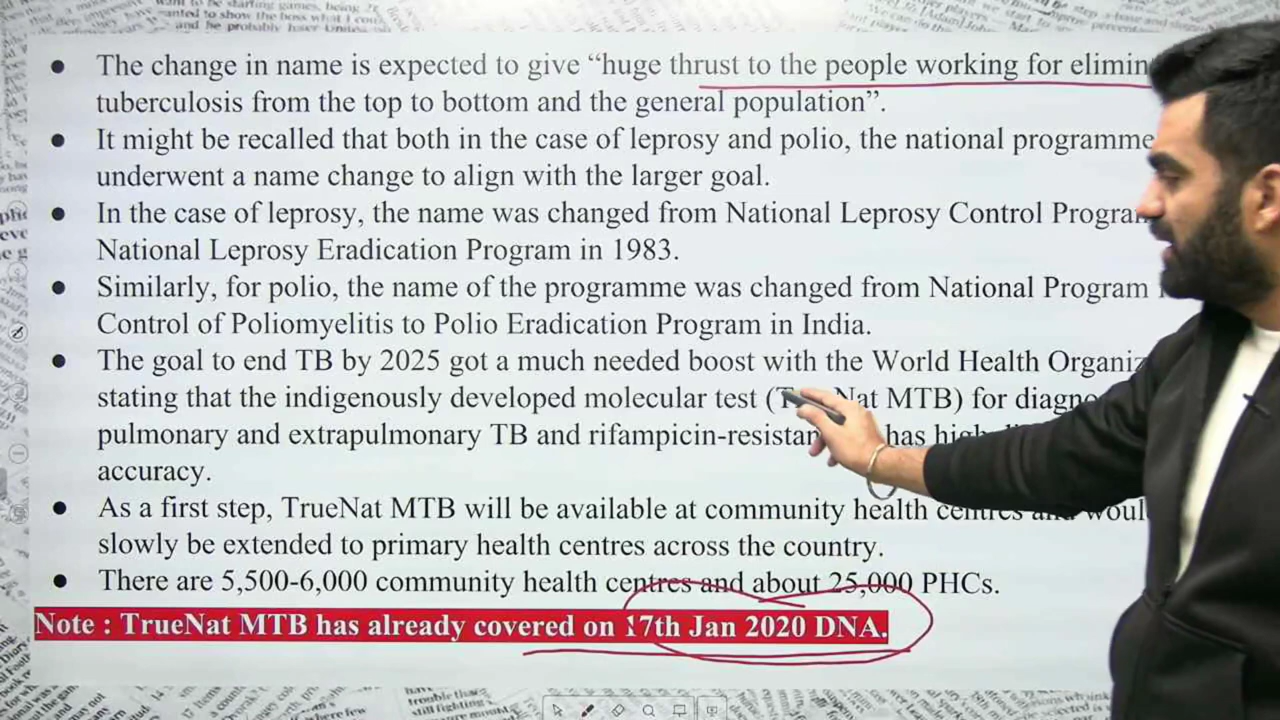 ● The change in name is expected to give “huge thrust to the people working for elimin
tuberculosis from the top to bottom and the general population”.
● It might be recalled that both in the case of leprosy and polio, the national programme
underwent a name change to align with the larger goal.
● In the case of leprosy, the name was changed from National Leprosy Control Program
National Leprosy Eradication Program in 1983.
● Similarly, for polio, the name of the programme was changed from National Program
Control of Poliomyelitis to Polio Eradication Program in India.
● The goal to end TB by 2025 got a much needed boost with the World Health Organiz
stating that the indigenously developed molecular test (T Nat MTB) for diagno
pulmonary and extrapulmonary TB and rifampicin-resistan has high
accuracy.
● As a first step, TrueNat MTB will be available at community health centres and woul
slowly be extended to primary health centres across the country.
● There are 5,500-6,000 community health centres and about 25,000 PHCs.
Note : TrueNat MTB has already covered on 17th Jan 2020 DNA.